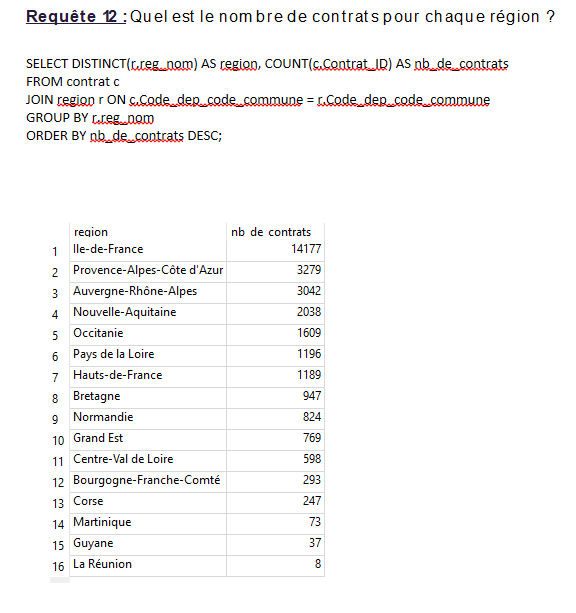 Requête 12 : Quel est le nombre de contrats pour chaque région ?
SELECT DISTINCT(r.reg_nom) AS region, COUNT(c.Contrat_ID) AS nb_de_contrats
FROM contrat c
JOIN region r ON c.Code_dep_code_commune = r.Code_dep_code_commune
GROUP BY r.reg_nom
ORDER BY nb_de_contrats DESC;
region nb_de_contrats
1 Ile-de-France 14177
2 Provence-Alpes-Côte d'Azur 3279
3 Auvergne-Rhône-Alpes 3042
4 Nouvelle-Aquitaine 2038
5 Occitanie 1609
6 Pays de la Loire 1196
7 Hauts-de-France 1189
8 Bretagne 947
9 Normandie 824
10 Grand Est 769
11 Centre-Val de Loire 598
12 Bourgogne-Franche-Comté 293
13 Corse 247
14 Martinique 73
15 Guyane 37
16 La Réunion 8